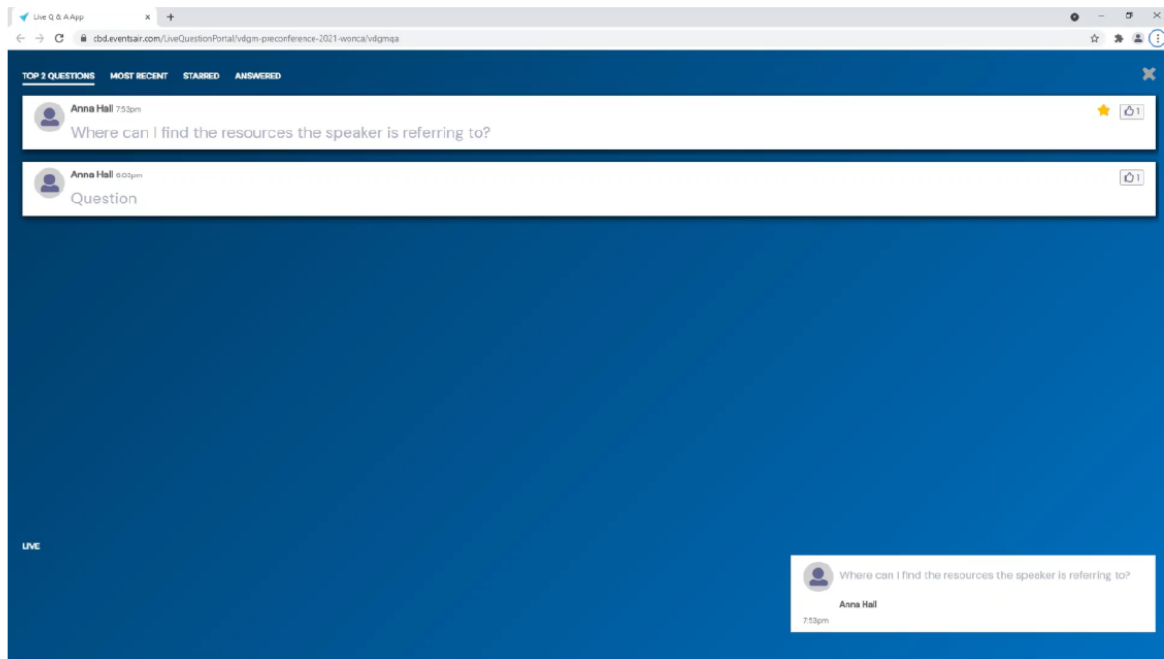 Live Q & A App
cbd.eventsair.com/LiveQuestionPortal/vdgm-preconference-2021-wonca/vdgmqa
TOP 2 QUESTIONS MOST RECENT STARRED ANSWERED
Anna Hall 7:53pm
1
Where can I find the resources the speaker is referring to?
Anna Hall 6:03pm
1
Question
LIVE
Where can I find the resources the speaker is referring to?
Anna Hall
7:53pm